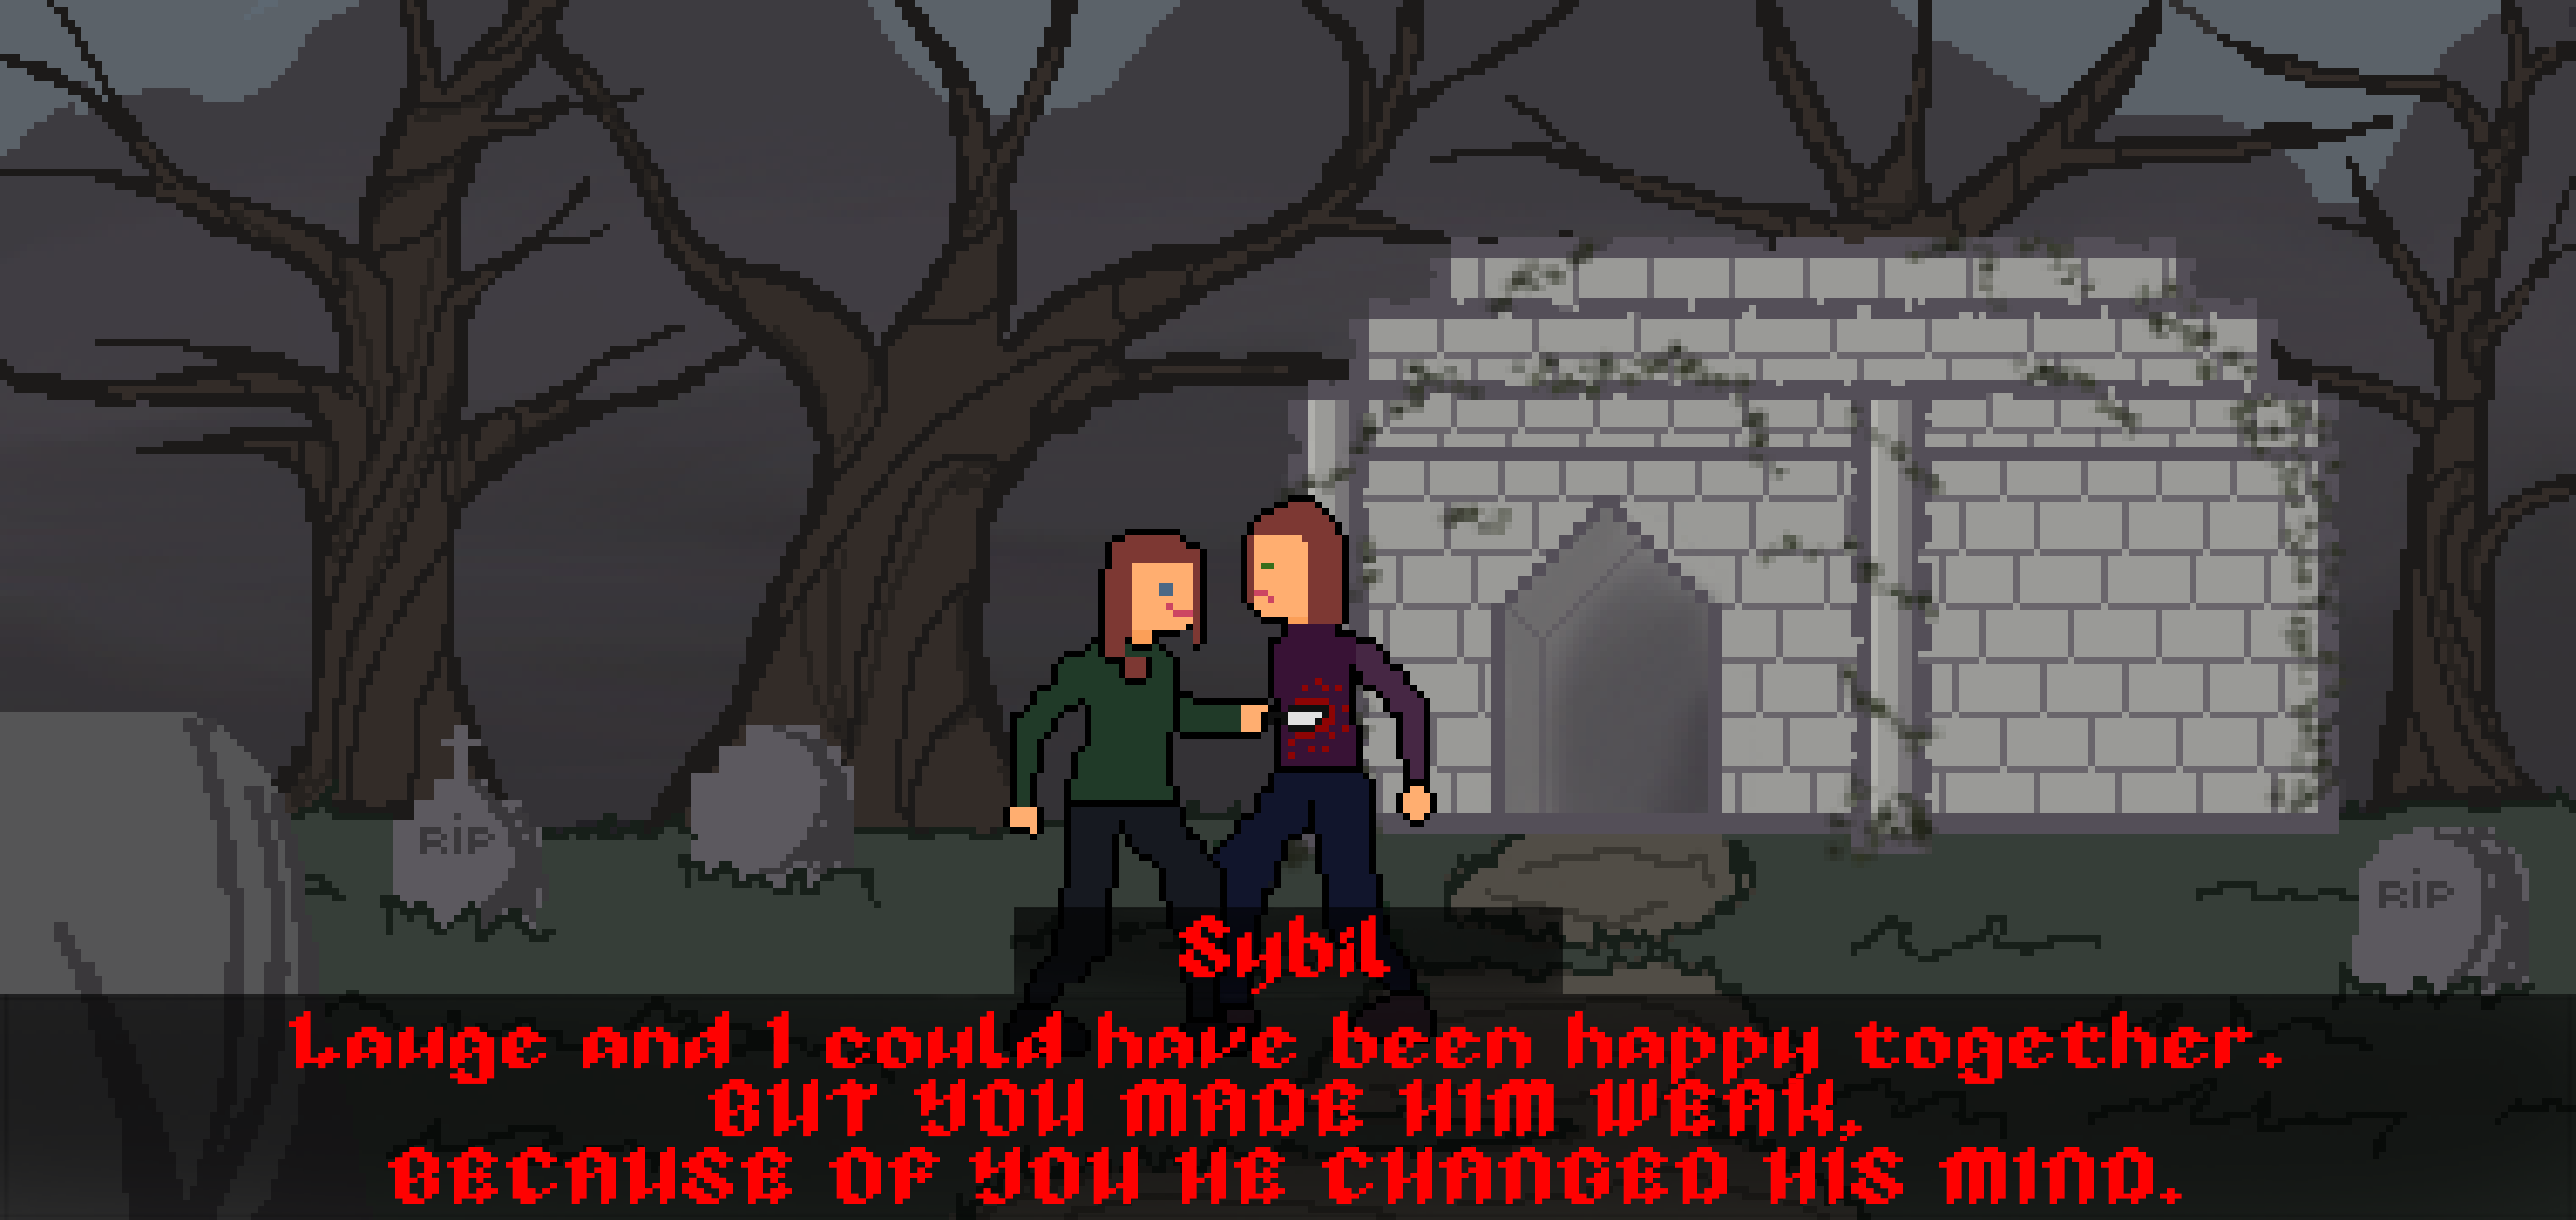 RIP
RIP
Sybil
Lauge and I could have been happy together.
BUT YOU MADE HIM WEAK,
BECAUSE OF YOU HE CHANGED HIS MIND.